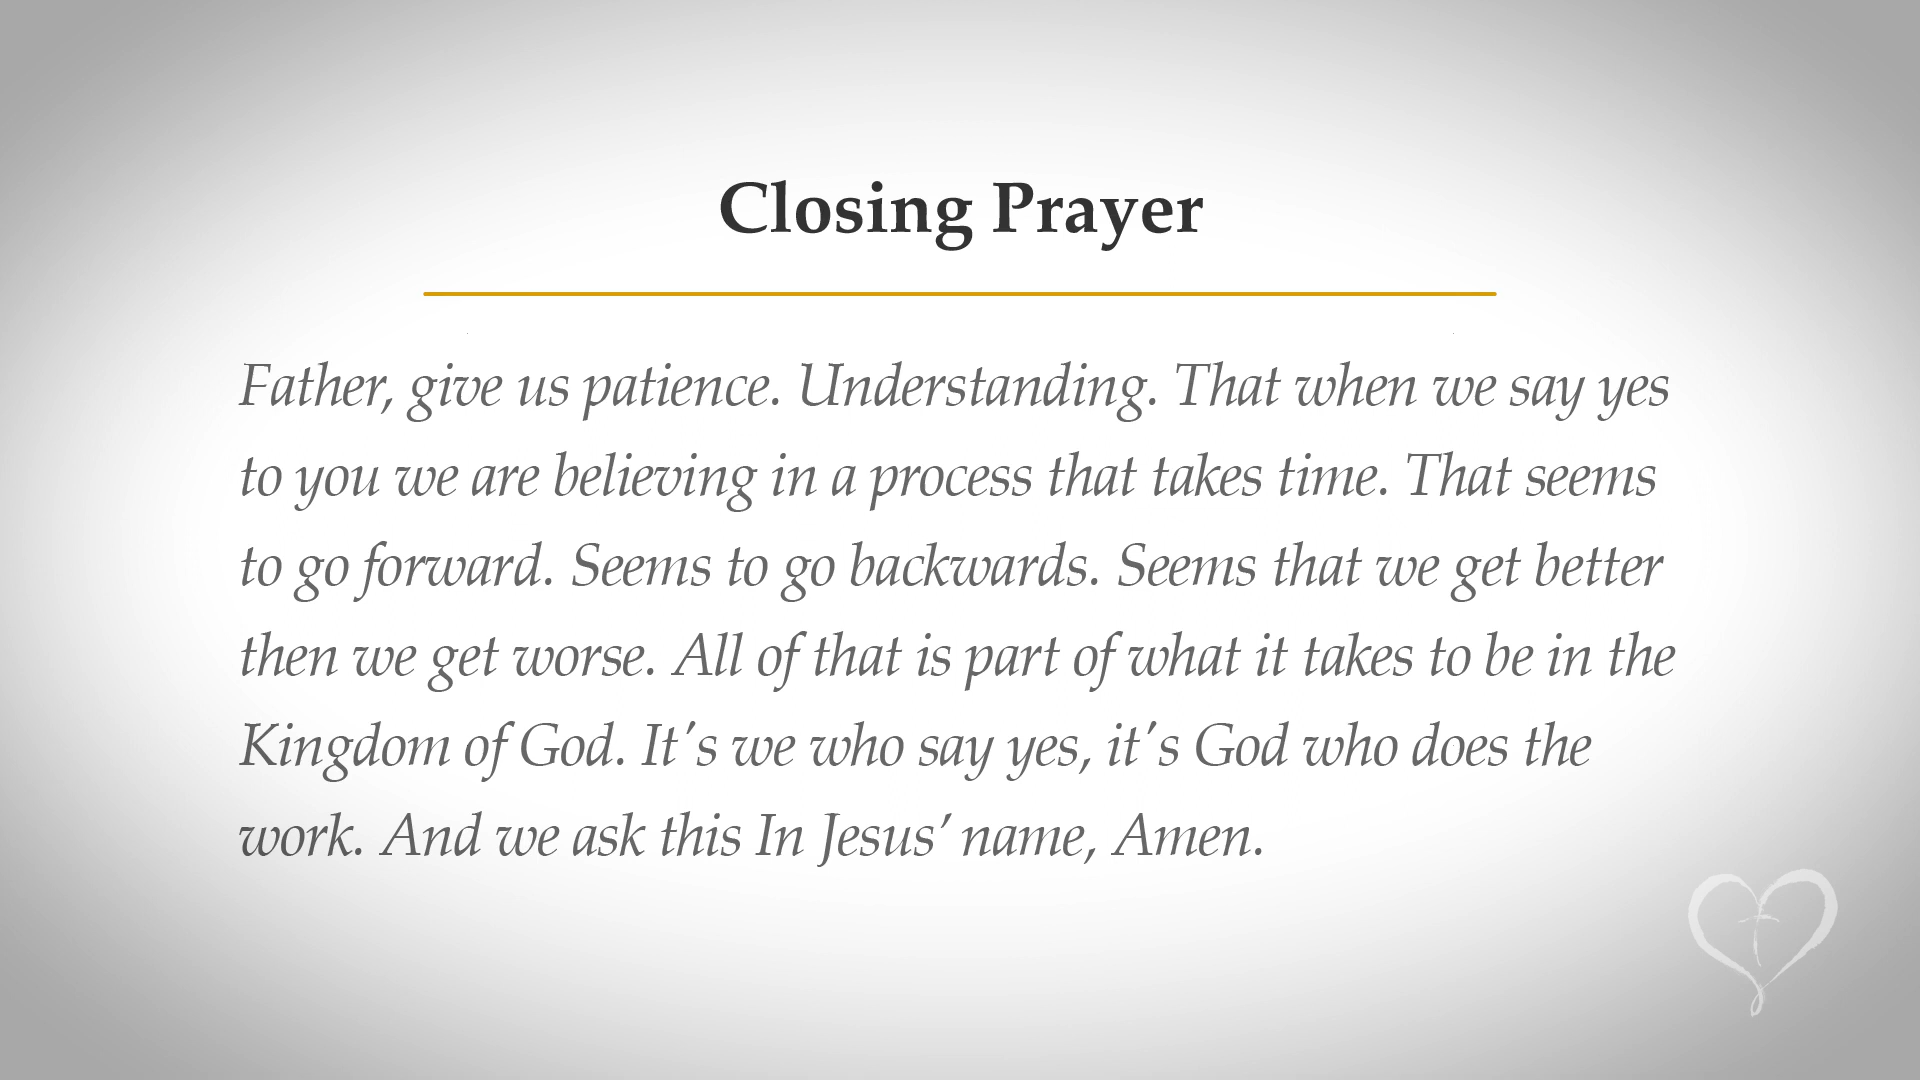 Closing Prayer
Father, give us patience. Understanding. That when we say yes
to you we are believing in a process that takes time. That seems
to go forward. Seems to go backwards. Seems that we get better
then we get worse. All of that is part of what it takes to be in the
Kingdom of God. It's we who say yes, it's God who does the
work. And we ask this In Jesus’ name, Amen.